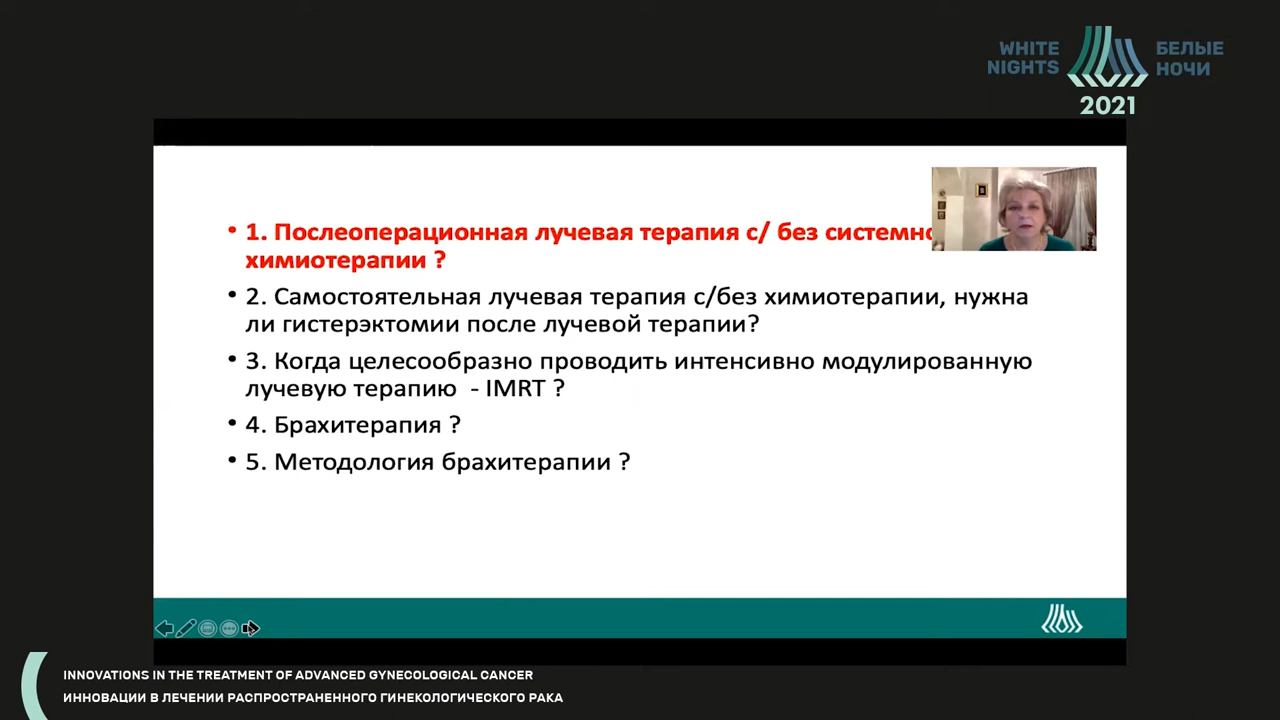 WHITE
NIGHTS
БЕЛЫЕ
НОЧИ
2021
• 1. Послеоперационная лучевая терапия с/ без системно
химиотерапии ?
• 2. Самостоятельная лучевая терапия с/без химиотерапии, нужна
ли гистерэктомии после лучевой терапии?
• 3. Когда целесообразно проводить интенсивно модулированную
лучевую терапию - IMRT ?
• 4. Брахитерапия ?
• 5. Методология брахитерапии ?
INNOVATIONS IN THE TREATMENT OF ADVANCED GYNECOLOGICAL CANCER
ИННОВАЦИИ В ЛЕЧЕНИИ РАСПРОСТРАНЕННОГО ГИНЕКОЛОГИЧЕСКОГО РАКА